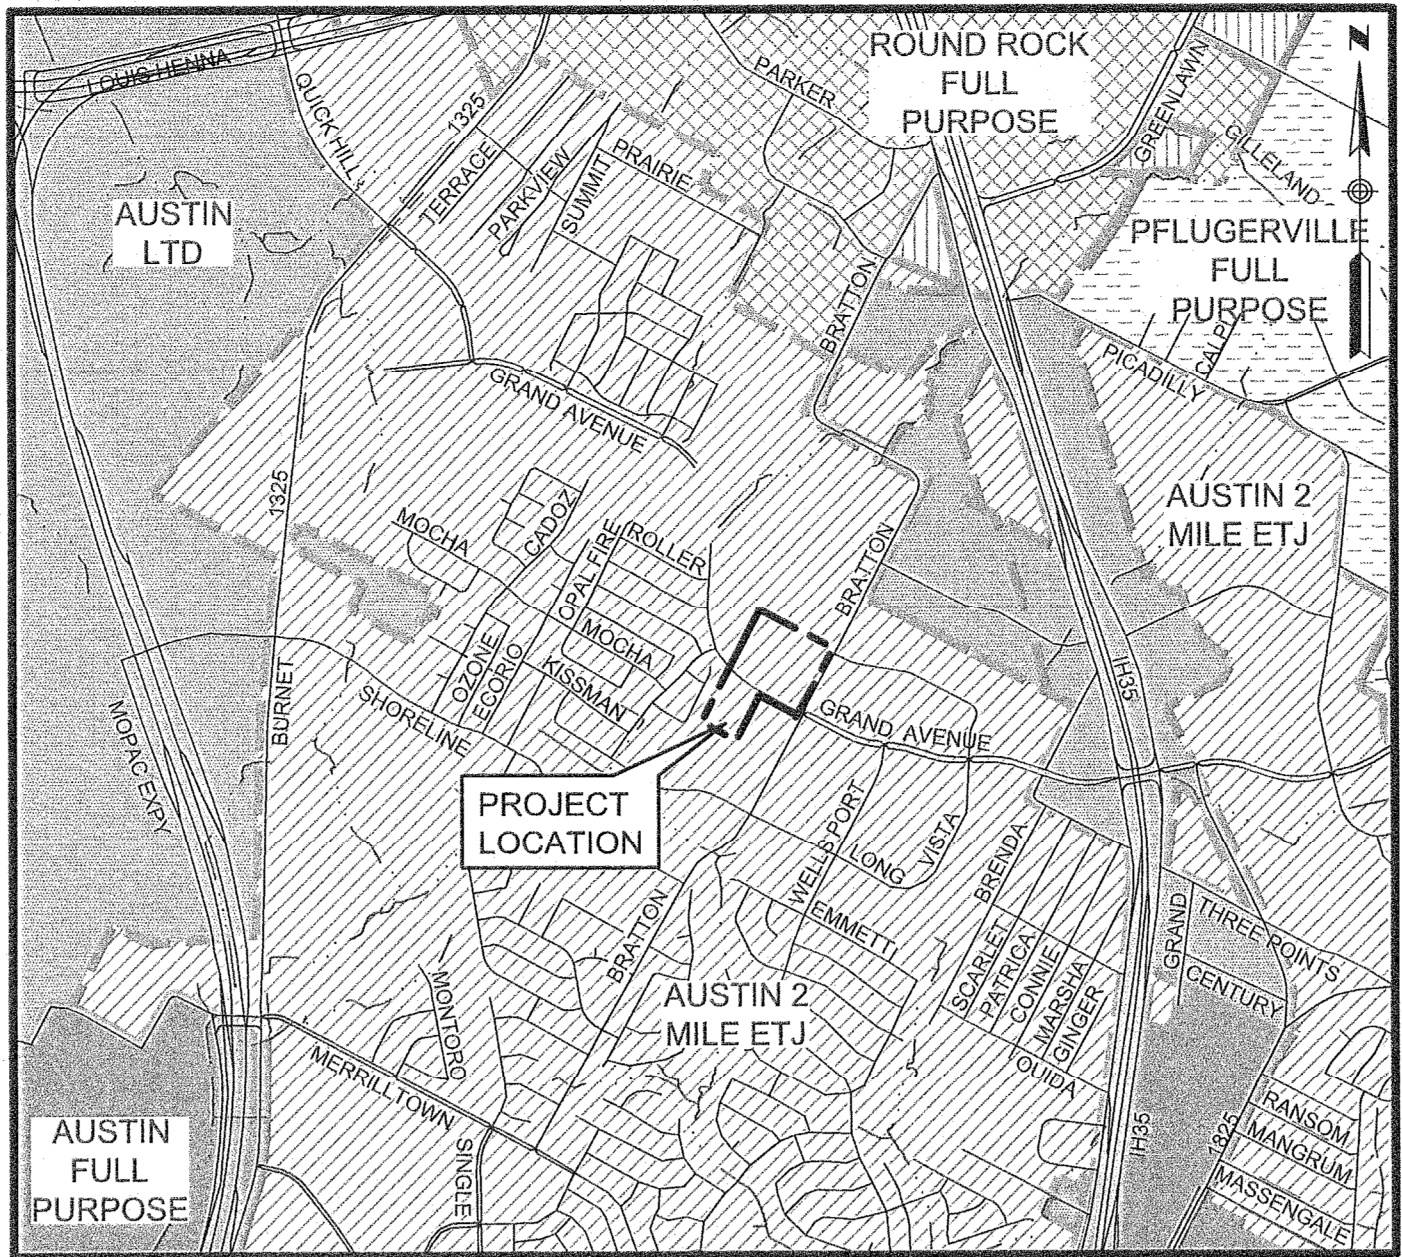 LOUIS HENNA
QUICK HILL
1325
TERRACE
PARKVIEW
SUMMIT
PRAIRIE
PARKER
ROUND ROCK
FULL
PURPOSE
GREENLAWN
GILLELAND
N
AUSTIN
LTD
PFLUGERVILLE
FULL
PURPOSE
BRATTON
PICADILLY
CALPI
GRAND AVENUE
1325
AUSTIN 2
MILE ETJ
MOCHA
CADOZ
OPAL FIRE
ROLLER
BRATTON
MOCHA
OZONE
EGORIO
KISSMAN
SHORELINE
BURNET
MOPAC EXPY
IH35
GRAND AVENUE
PROJECT
LOCATION
WELLSPORT
LONG
VISTA
BRENDA
EMMETT
BRATTON
SCARLET
PATRICA
CONNIE
MARSHA
GINGER
OUIDA
GRAND
THREE POINTS
CENTURY
AUSTIN 2
MILE ETJ
MONTORO
MERRILLTOWN
SINGLE
IH35
1825
RANSOM
MANGRUM
MASSENGALE
AUSTIN
FULL
PURPOSE